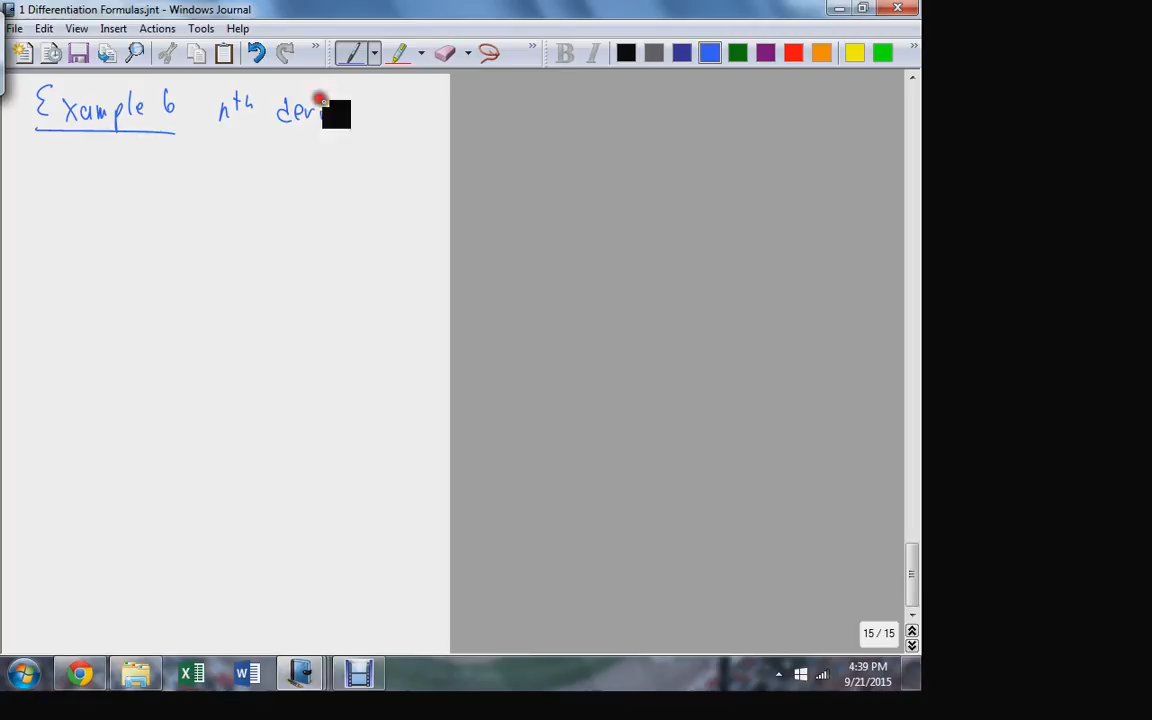 1 Differentiation Formulas.jnt - Windows Journal
File Edit View Insert Actions Tools Help
B I
Example 6 nth deri
15 / 15
4:39 PM
9/21/2015